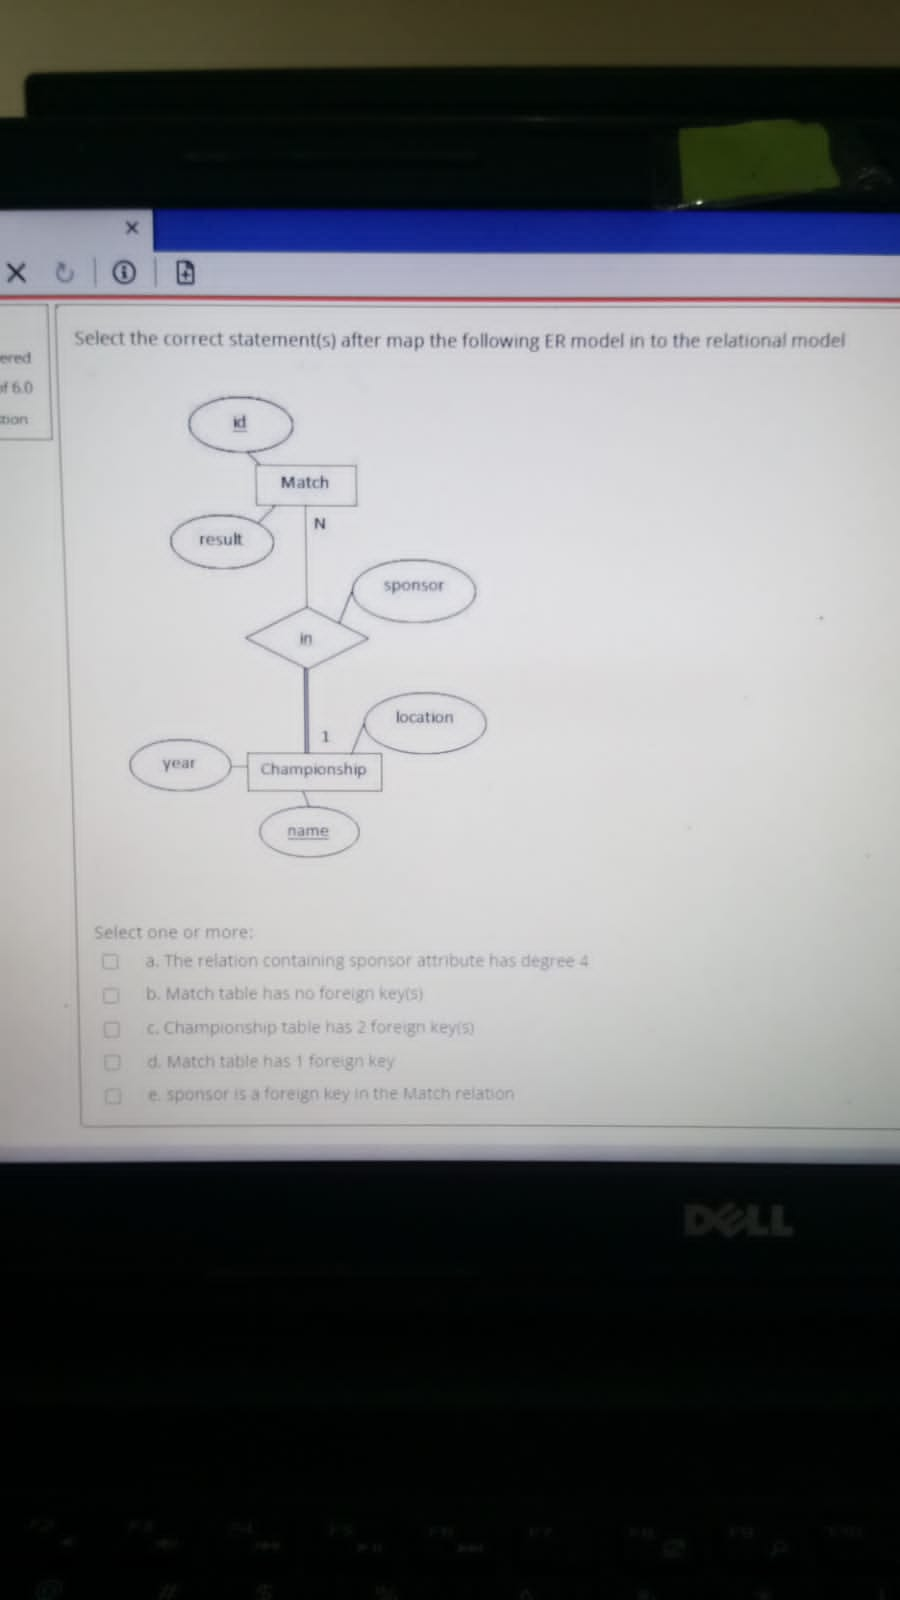 ered
of 6.0
tion
Select the correct statement(s) after map the following ER model in to the relational model
id
Match
N
result
sponsor
in
location
1
year
Championship
name
Select one or more:
a. The relation containing sponsor attribute has degree 4
b. Match table has no foreign key(s)
c. Championship table has 2 foreign key(s)
d. Match table has 1 foreign key
e. sponsor is a foreign key in the Match relation
DELL